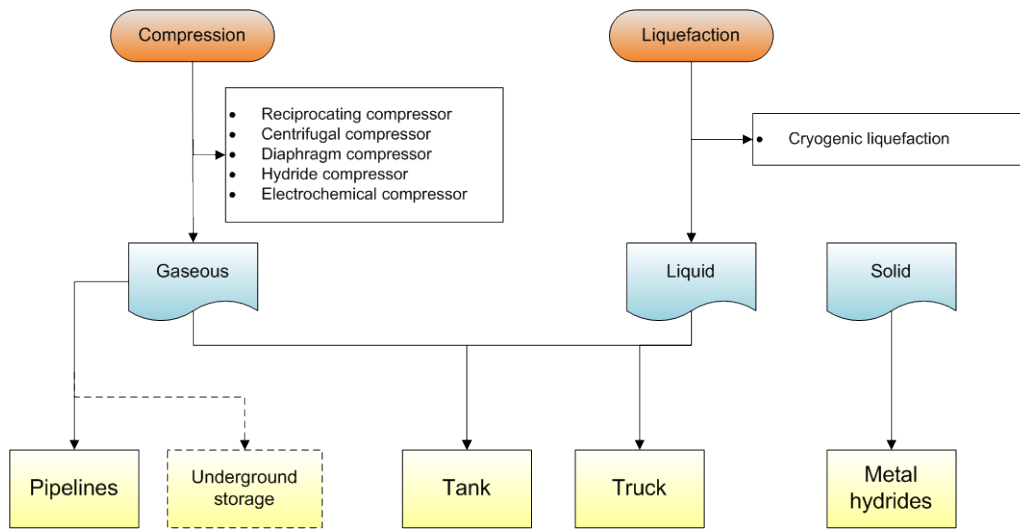 Compression
Liquefaction
• Reciprocating compressor
• Centrifugal compressor
• Diaphragm compressor
• Hydride compressor
• Electrochemical compressor
• Cryogenic liquefaction
Gaseous
Liquid
Solid
Pipelines
Underground
storage
Tank
Truck
Metal
hydrides